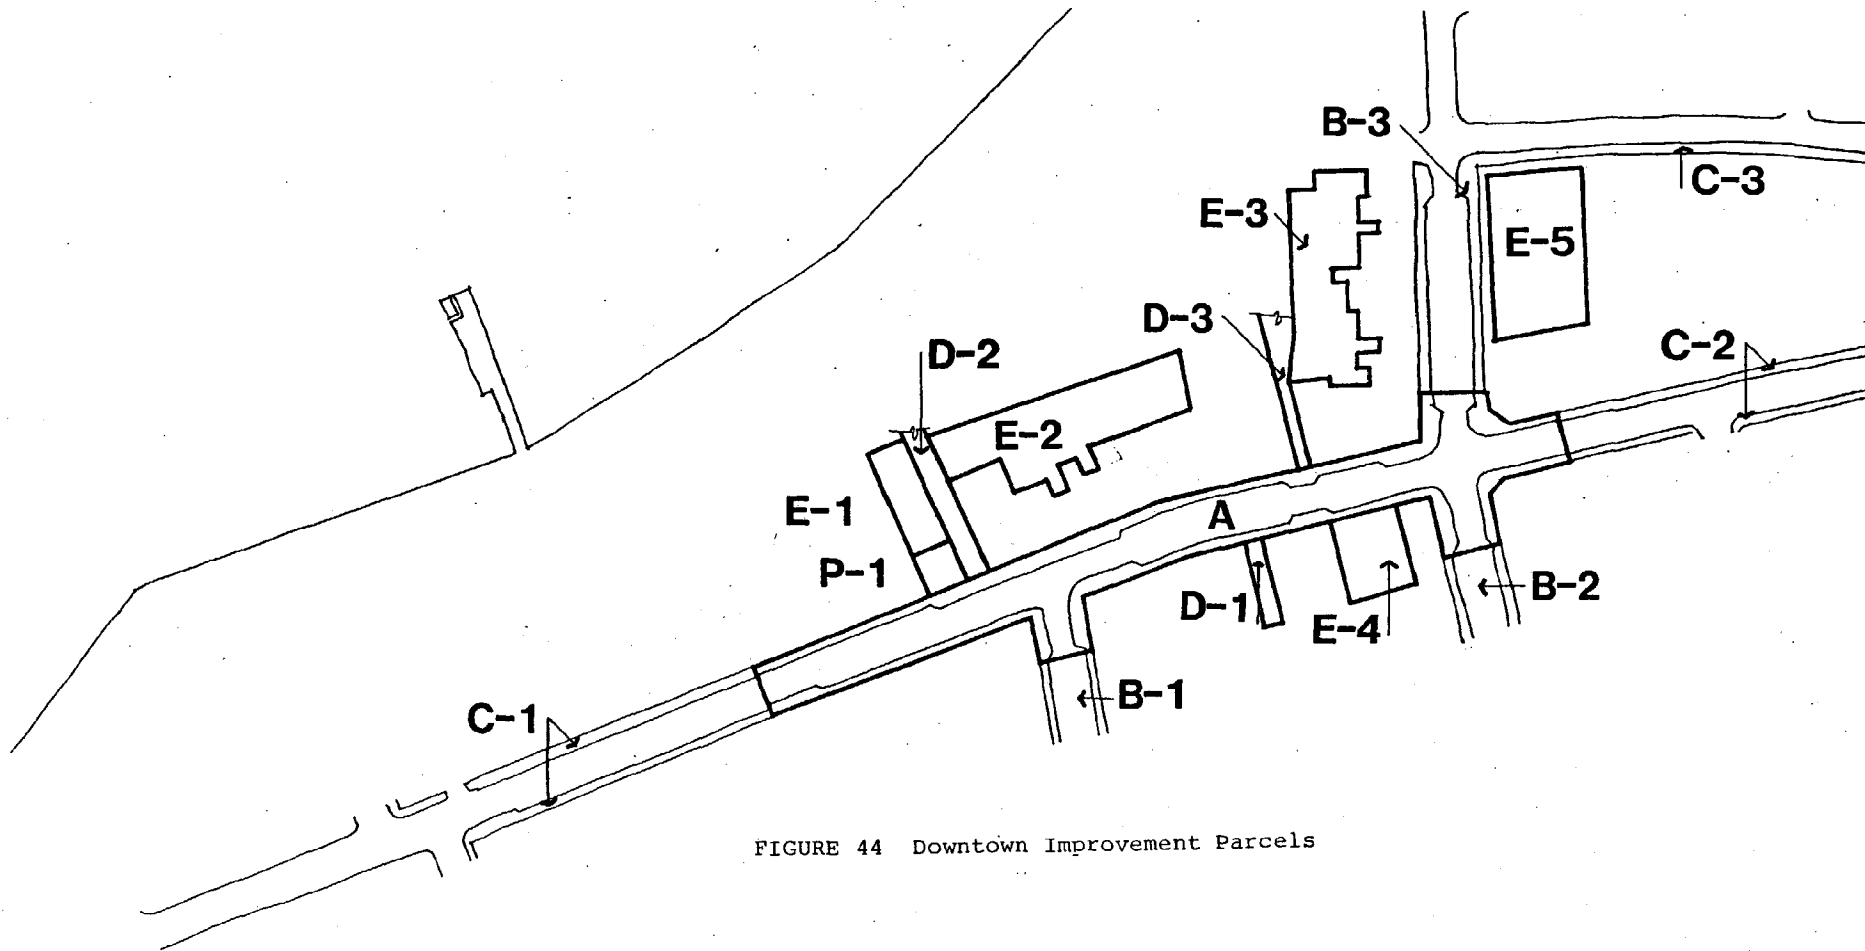 B-3
C-3
E-3
E-5
D-3
C-2
D-2
E-2
E-1
A
P-1
B-2
D-1
E-4
B-1
C-1
FIGURE 44 Downtown Improvement Parcels